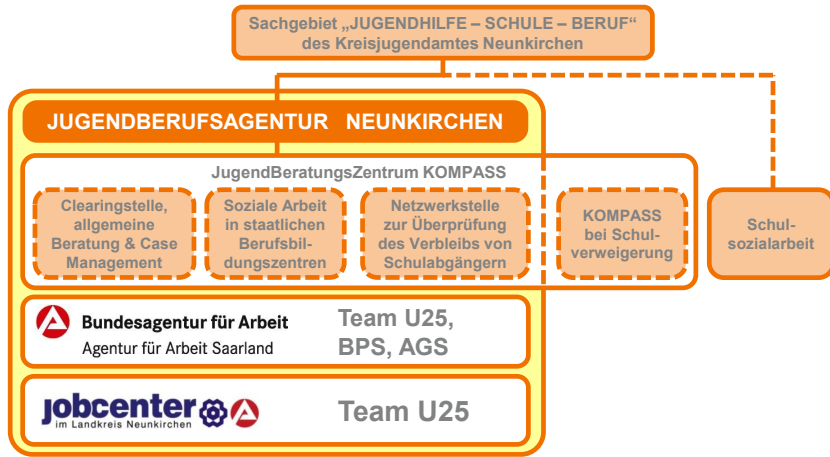 Sachgebiet „JUGENDHILFE – SCHULE – BERUF“
des Kreisjugendamtes Neunkirchen
JUGENDBERUFSAGENTUR NEUNKIRCHEN
JugendBeratungsZentrum KOMPASS
Clearingstelle,
allgemeine
Beratung & Case
Management
Soziale Arbeit
in staatlichen
Berufsbil-
dungszentren
Netzwerkstelle
zur Überprüfung
des Verbleibs von
Schulabgängern
KOMPASS
bei Schul-
verweigerung
Schul-
sozialarbeit
Bundesagentur für Arbeit
Agentur für Arbeit Saarland
Team U25,
BPS, AGS
jobcenter
im Landkreis Neunkirchen
Team U25